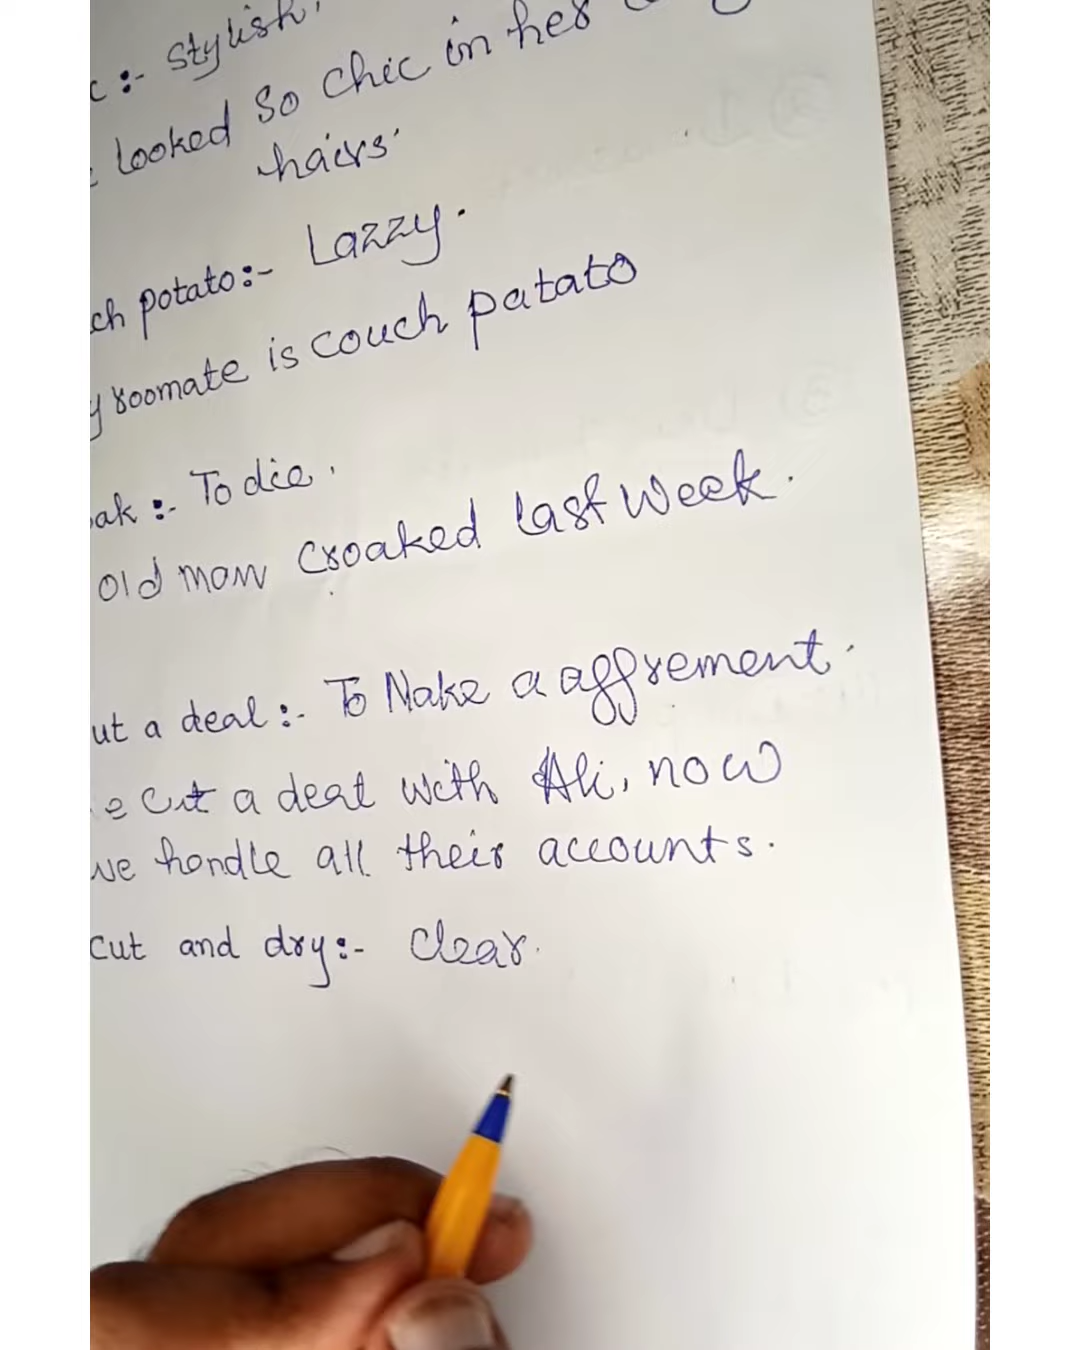 :- stylish.
looked so chic in her
hairs.
ch potato:- Lazzy.
y roomate is couch patato
ak :- To die.
old man croaked last week.
ut a deal :- To Make a aggrement.
e cut a deal with Ali, now
we handle all their accounts.
cut and dry:- clear.